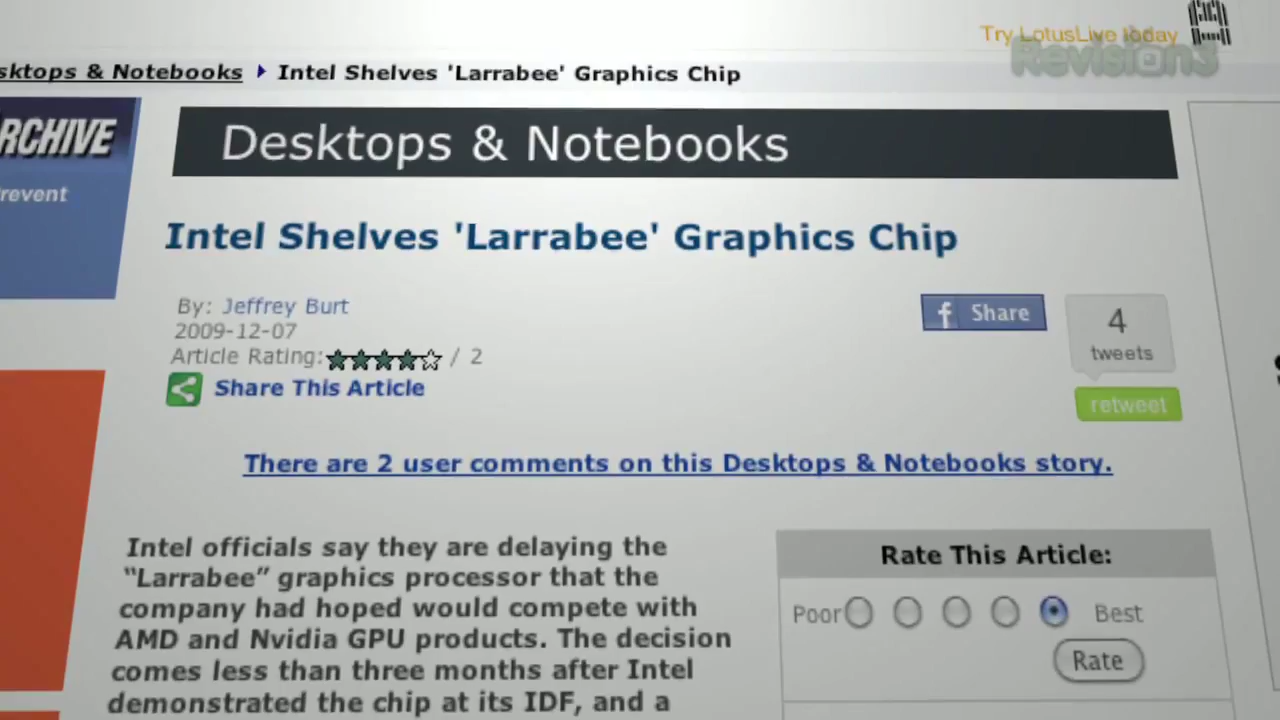 Try LotusLive today
Revision3
sktops & Notebooks Intel Shelves 'Larrabee' Graphics Chip
RCHIVE
revent
Desktops & Notebooks
Intel Shelves 'Larrabee' Graphics Chip
By: Jeffrey Burt
2009-12-07
Article Rating: / 2
Share This Article
f Share
4
tweets
retweet
There are 2 user comments on this Desktops & Notebooks story.
Intel officials say they are delaying the
“Larrabee” graphics processor that the
company had hoped would compete with
AMD and Nvidia GPU products. The decision
comes less than three months after Intel
demonstrated the chip at its IDF, and a
Rate This Article:
Poor Best
Rate